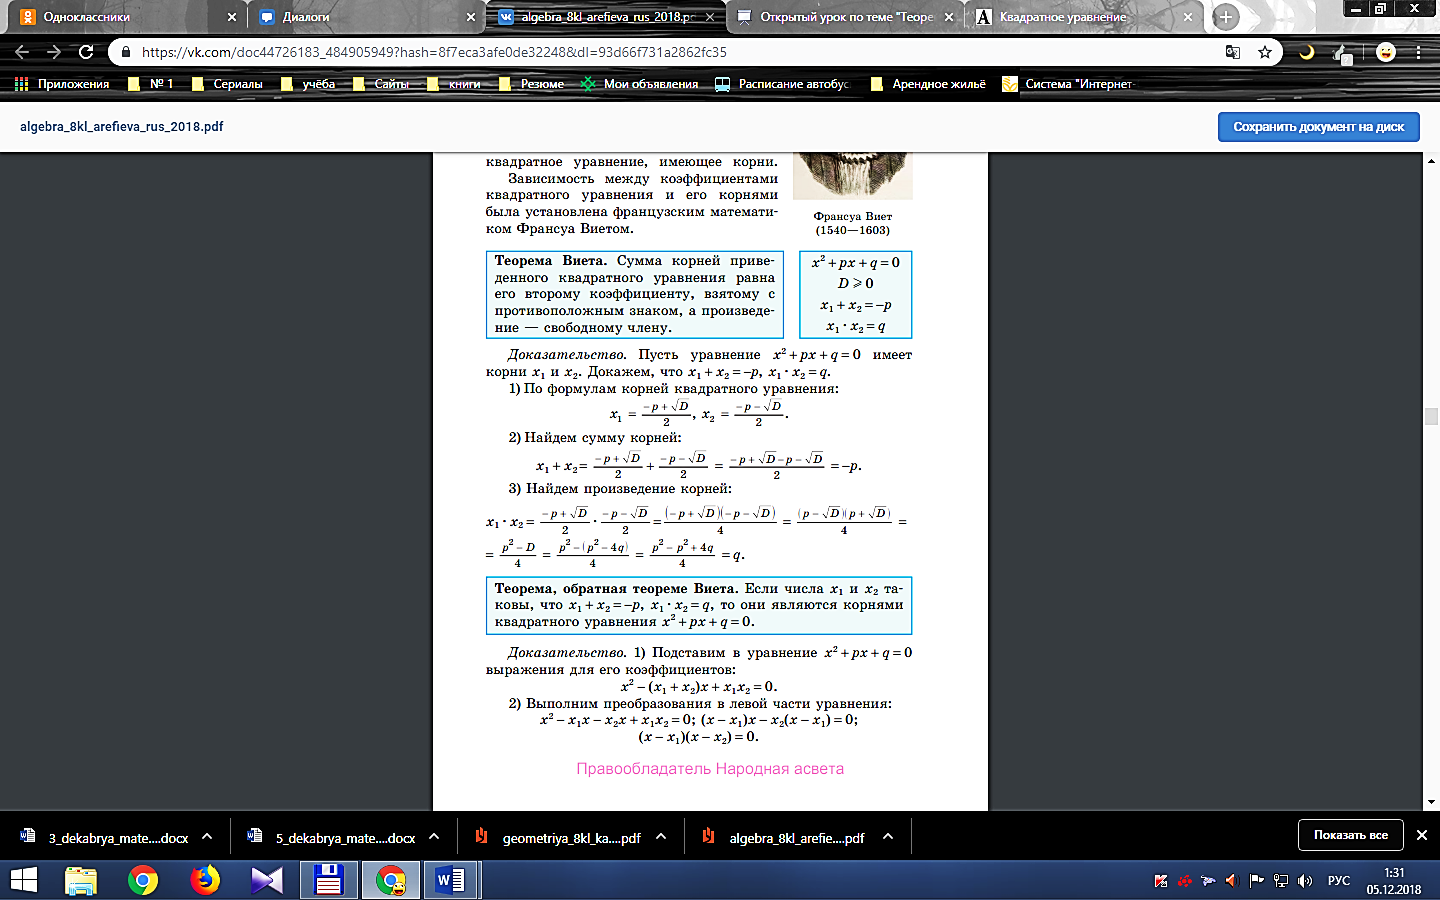 Одноклассники
Диалоги
algebra_8kl_arefieva_rus_2018.pd
Открытый урок по теме "Теоре
Квадратное уравнение
https://vk.com/doc44726183_484905949?hash=8f7eca3afe0de32248&dl=93d66f731a2862fc35
Приложения № 1 Сериалы учёба Сайты книги Резюме Мои объявления Расписание автобус Арендное жильё Система "Интернет-
algebra_8kl_arefieva_rus_2018.pdf
Сохранить документ на диск
квадратное уравнение, имеющее корни.
Зависимость между коэффициентами
квадратного уравнения и его корнями
была установлена французским математи-
ком Франсуа Виетом.
Франсуа Виет
(1540—1603)
Теорема Виета. Сумма корней приве-
денного квадратного уравнения равна
его второму коэффициенту, взятому с
противоположным знаком, а произведе-
ние — свободному члену.
x² + px + q = 0
D ⩾ 0
x₁ + x₂ = –p
x₁ · x₂ = q
Доказательство. Пусть уравнение x² + px + q = 0 имеет
корни x₁ и x₂. Докажем, что x₁ + x₂ = –p, x₁ · x₂ = q.
1) По формулам корней квадратного уравнения:
x₁ = (–p + √D)/2, x₂ = (–p – √D)/2.
2) Найдем сумму корней:
x₁ + x₂ = (–p + √D)/2 + (–p – √D)/2 = (–p + √D – p – √D)/2 = –p.
3) Найдем произведение корней:
x₁ · x₂ = (–p + √D)/2 · (–p – √D)/2 = (–p + √D)(–p – √D)/4 = (p – √D)(p + √D)/4 =
= (p² – D)/4 = (p² – (p² – 4q))/4 = (p² – p² + 4q)/4 = q.
Теорема, обратная теореме Виета. Если числа x₁ и x₂ та-
ковы, что x₁ + x₂ = –p, x₁ · x₂ = q, то они являются корнями
квадратного уравнения x² + px + q = 0.
Доказательство. 1) Подставим в уравнение x² + px + q = 0
выражения для его коэффициентов:
x² – (x₁ + x₂)x + x₁x₂ = 0.
2) Выполним преобразования в левой части уравнения:
x² – x₁x – x₂x + x₁x₂ = 0; (x – x₁)x – x₂(x – x₁) = 0;
(x – x₁)(x – x₂) = 0.
Правообладатель Народная асвета
3_dekabrya_mate....docx
5_dekabrya_mate....docx
geometriya_8kl_ka....pdf
algebra_8kl_arefie....pdf
Показать все
РУС
1:31
05.12.2018